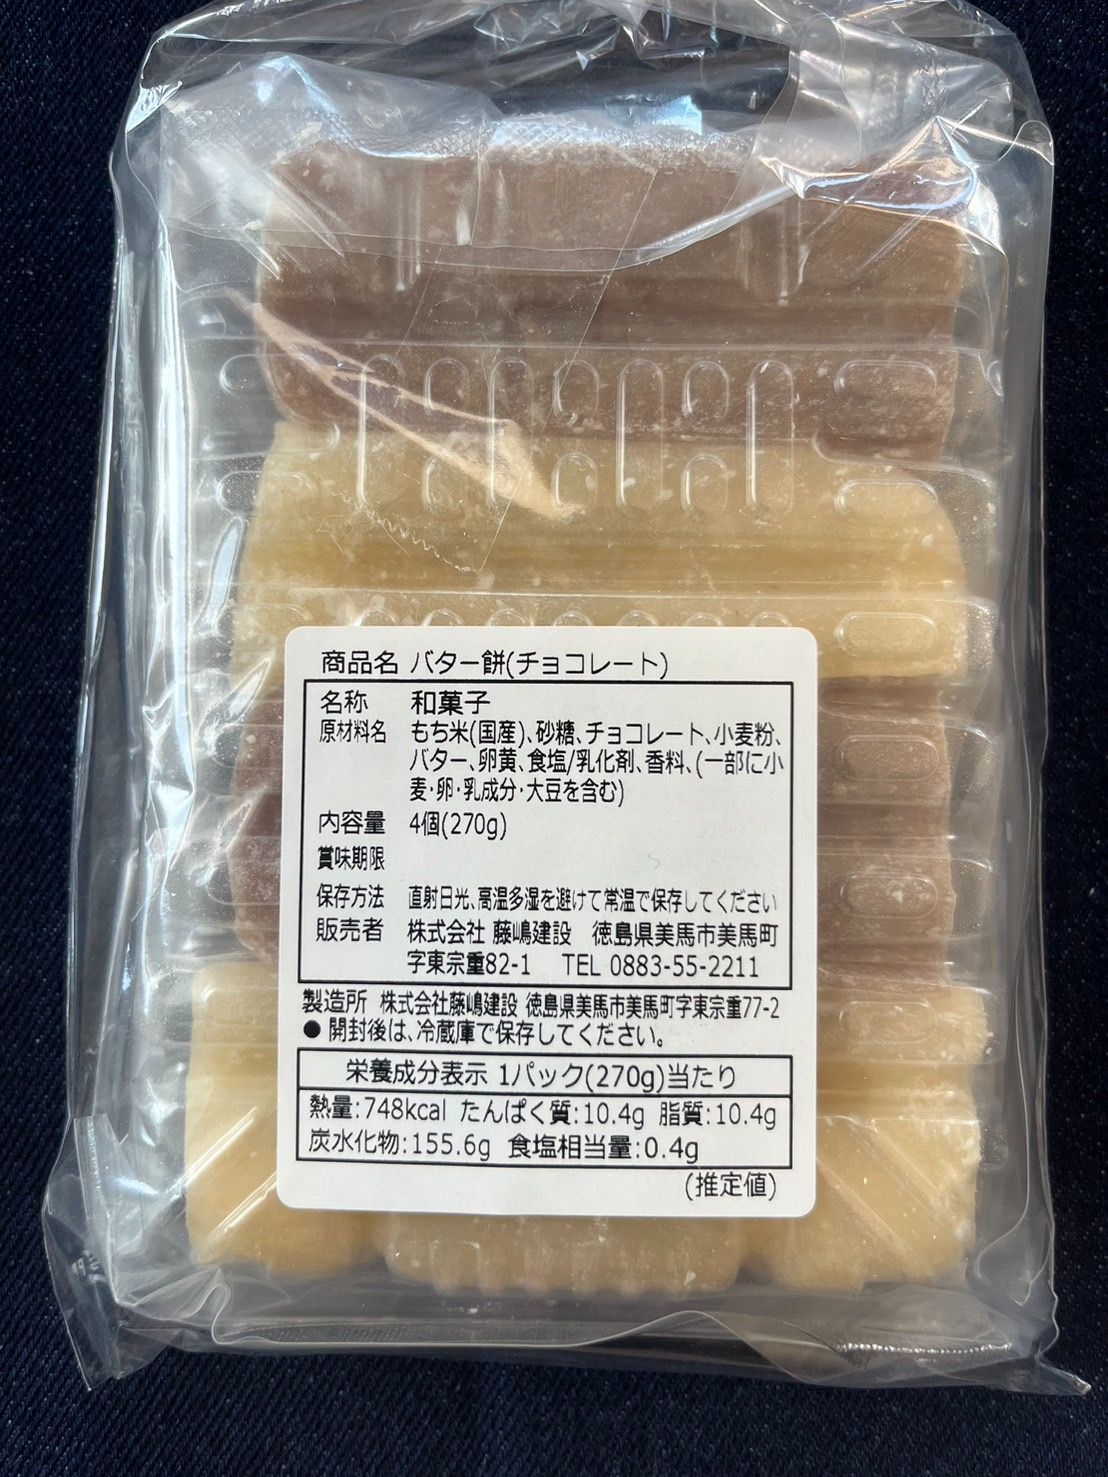 商品名 バター餅(チョコレート)
名称 和菓子
原材料名 もち米(国産)、砂糖、チョコレート、小麦粉、
バター、卵黄、食塩/乳化剤、香料、(一部に小
麦・卵・乳成分・大豆を含む)
内容量 4個(270g)
賞味期限
保存方法 直射日光、高温多湿を避けて常温で保存してください
販売者 株式会社 藤嶋建設 徳島県美馬市美馬町
字東宗重82-1 TEL 0883-55-2211
製造所 株式会社藤嶋建設 徳島県美馬市美馬町字東宗重77-2
● 開封後は、冷蔵庫で保存してください。
栄養成分表示 1パック(270g)当たり
熱量:748kcal たんぱく質:10.4g 脂質:10.4g
炭水化物:155.6g 食塩相当量:0.4g
(推定値)